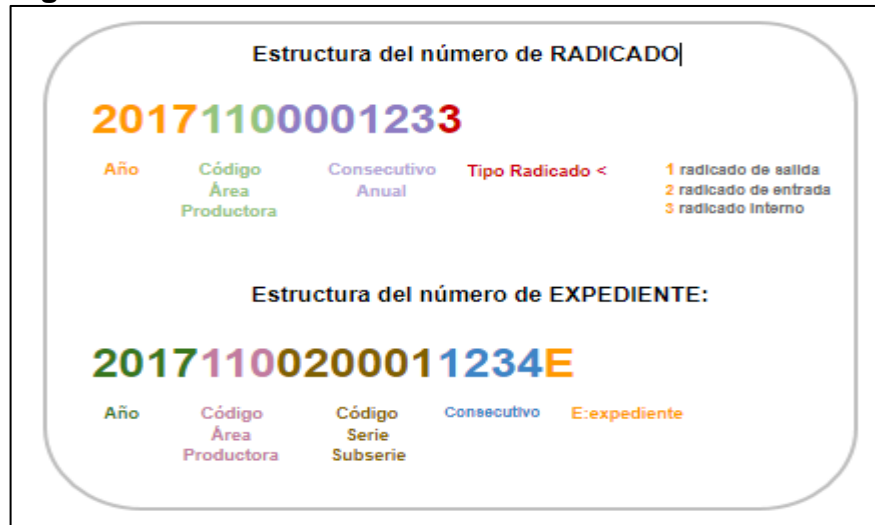 Estructura del número de RADICADO
20171100001233
Año Código Consecutivo Tipo Radicado < 1 radicado de salida
Área Anual 2 radicado de entrada
Productora 3 radicado interno
Estructura del número de EXPEDIENTE:
20171100200011234E
Año Código Código Consecutivo E:expediente
Área Serie
Productora Subserie